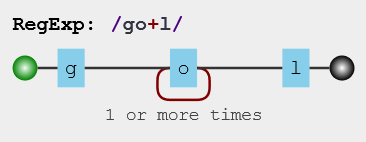 RegExp: /go+l/
g o l
1 or more times